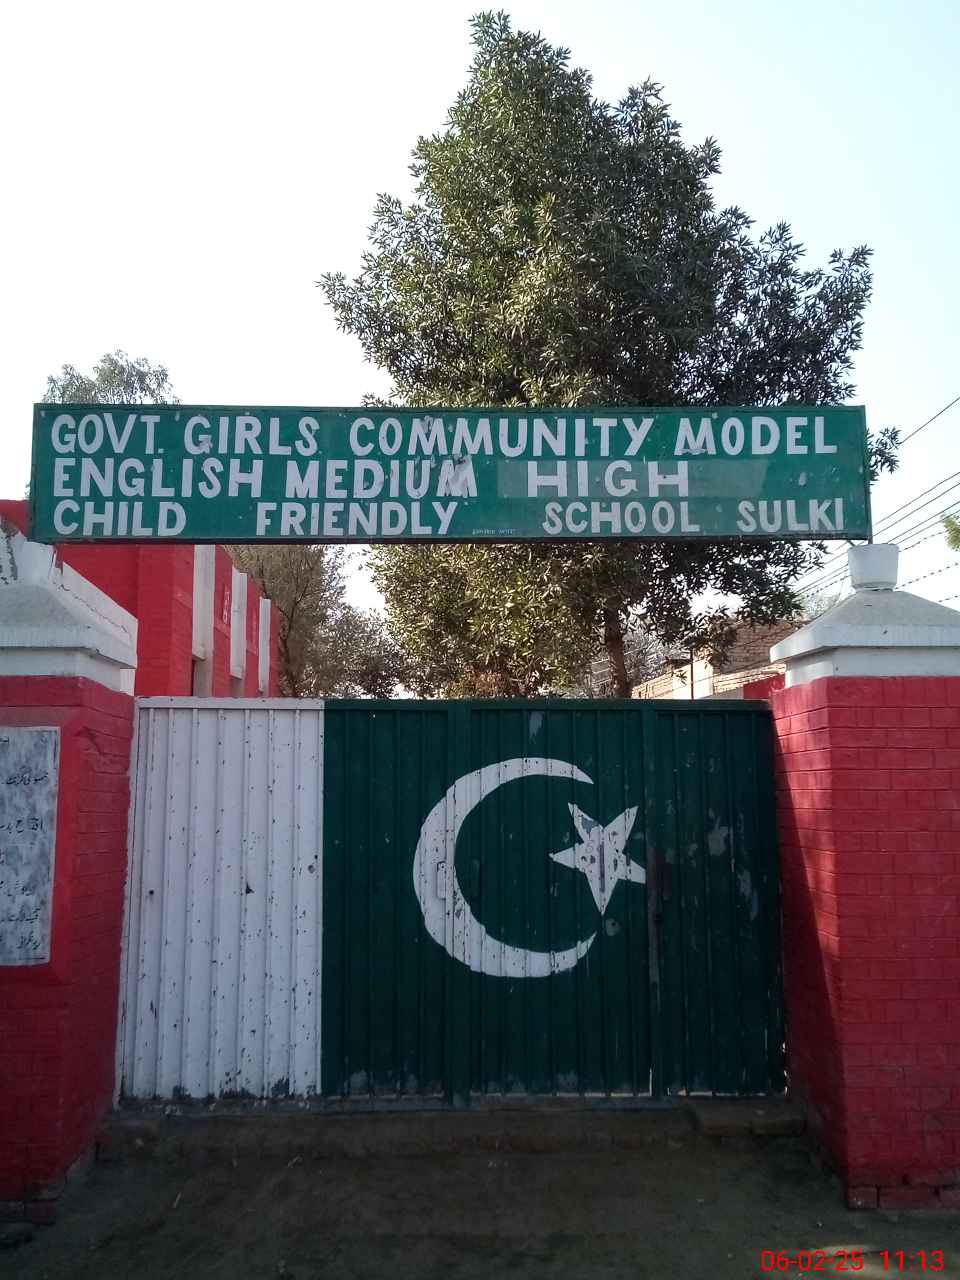 GOVT. GIRLS COMMUNITY MODEL
ENGLISH MEDIUM HIGH
CHILD FRIENDLY SCHOOL SULKI
06-02-25 11:13